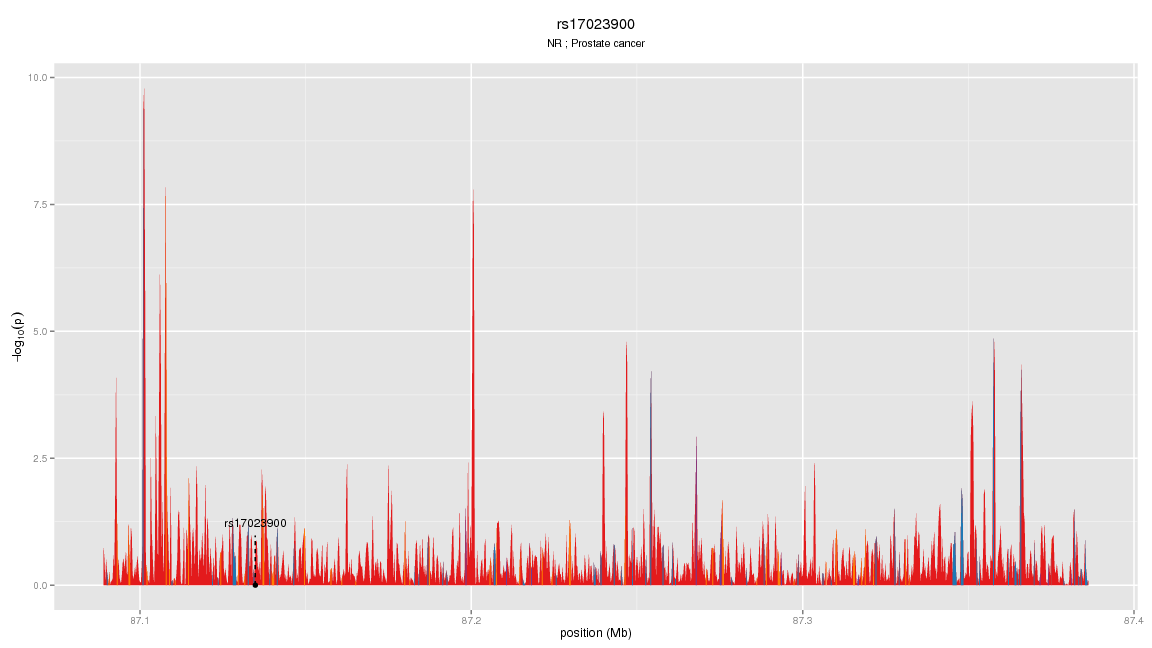 rs17023900
NR ; Prostate cancer
10.0
7.5
5.0
2.5
0.0
−log10(p)
rs17023900
87.1
87.2
87.3
87.4
position (Mb)